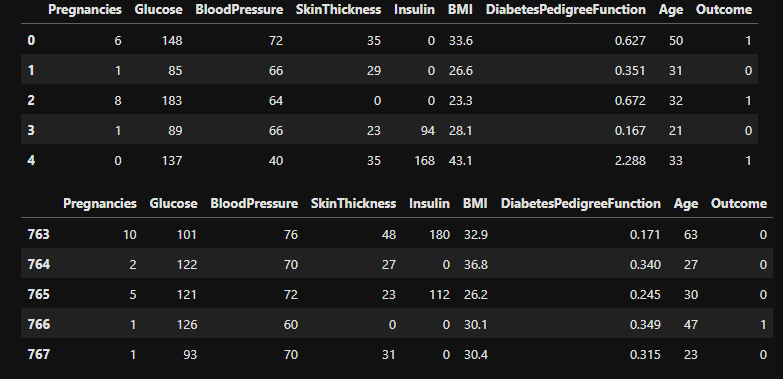 Pregnancies Glucose BloodPressure SkinThickness Insulin BMI DiabetesPedigreeFunction Age Outcome
0 6 148 72 35 0 33.6 0.627 50 1
1 1 85 66 29 0 26.6 0.351 31 0
2 8 183 64 0 0 23.3 0.672 32 1
3 1 89 66 23 94 28.1 0.167 21 0
4 0 137 40 35 168 43.1 2.288 33 1
Pregnancies Glucose BloodPressure SkinThickness Insulin BMI DiabetesPedigreeFunction Age Outcome
763 10 101 76 48 180 32.9 0.171 63 0
764 2 122 70 27 0 36.8 0.340 27 0
765 5 121 72 23 112 26.2 0.245 30 0
766 1 126 60 0 0 30.1 0.349 47 1
767 1 93 70 31 0 30.4 0.315 23 0